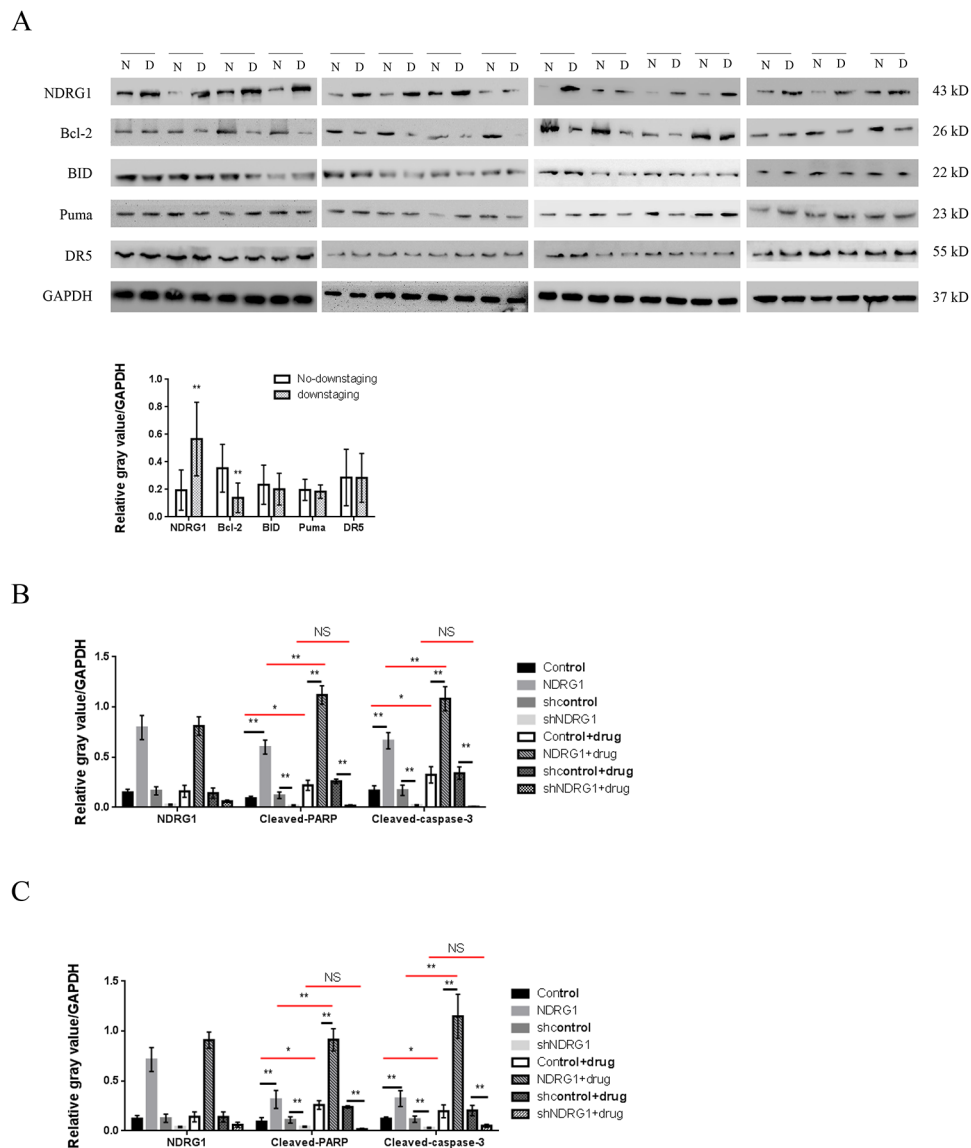 A
N D N D N D N D N D N D N D N D N D N D N D N D N D N D N D
NDRG1 43 kD
Bcl-2 26 kD
BID 22 kD
Puma 23 kD
DR5 55 kD
GAPDH 37 kD
Relative gray value/GAPDH
1.0
0.8
0.6
0.4
0.2
0.0
** **
No-downstaging
downstaging
NDRG1 Bcl-2 BID Puma DR5
B
Relative gray value/GAPDH
1.5
1.0
0.5
0.0
NS NS
** **
** **
* *
** **
** **
** **
NDRG1 Cleaved-PARP Cleaved-caspase-3
Control
NDRG1
shcontrol
shNDRG1
Control+drug
NDRG1+drug
shcontrol+drug
shNDRG1+drug
C
Relative gray value/GAPDH
1.5
1.0
0.5
0.0
NS
** **
NS
** **
* *
** ** ** ** ** **
NDRG1 Cleaved-PARP Cleaved-caspase-3
Control
NDRG1
shcontrol
shNDRG1
Control+drug
NDRG1+drug
shcontrol+drug
shNDRG1+drug